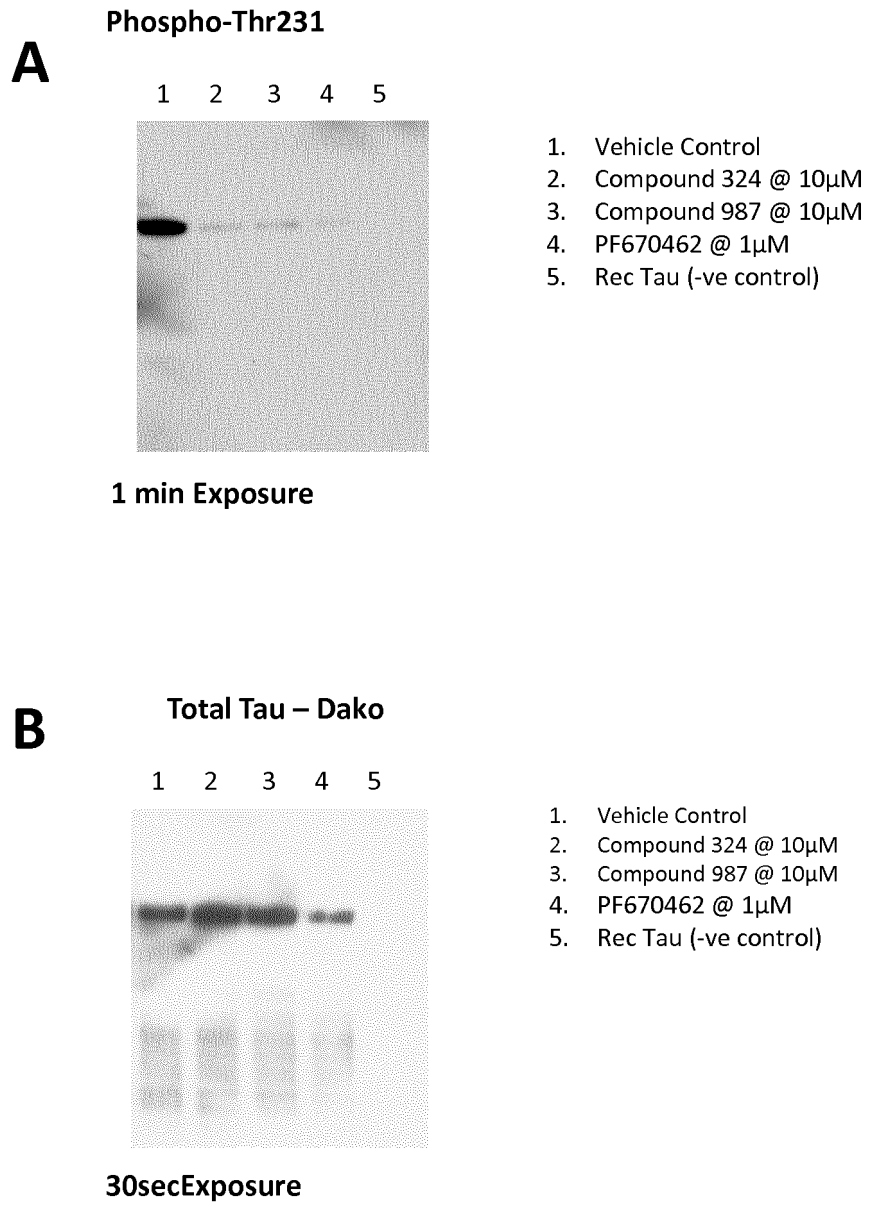 Phospho-Thr231
A
1 2 3 4 5
1. Vehicle Control
2. Compound 324 @ 10µM
3. Compound 987 @ 10µM
4. PF670462 @ 1µM
5. Rec Tau (-ve control)
1 min Exposure
Total Tau – Dako
B
1 2 3 4 5
1. Vehicle Control
2. Compound 324 @ 10µM
3. Compound 987 @ 10µM
4. PF670462 @ 1µM
5. Rec Tau (-ve control)
30secExposure